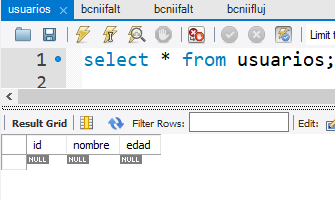 usuarios bcniifalt bcniifalt bcniifluj
Limit t
1 select * from usuarios;
2
Result Grid Filter Rows: Edit:
id nombre edad
NULL NULL NULL